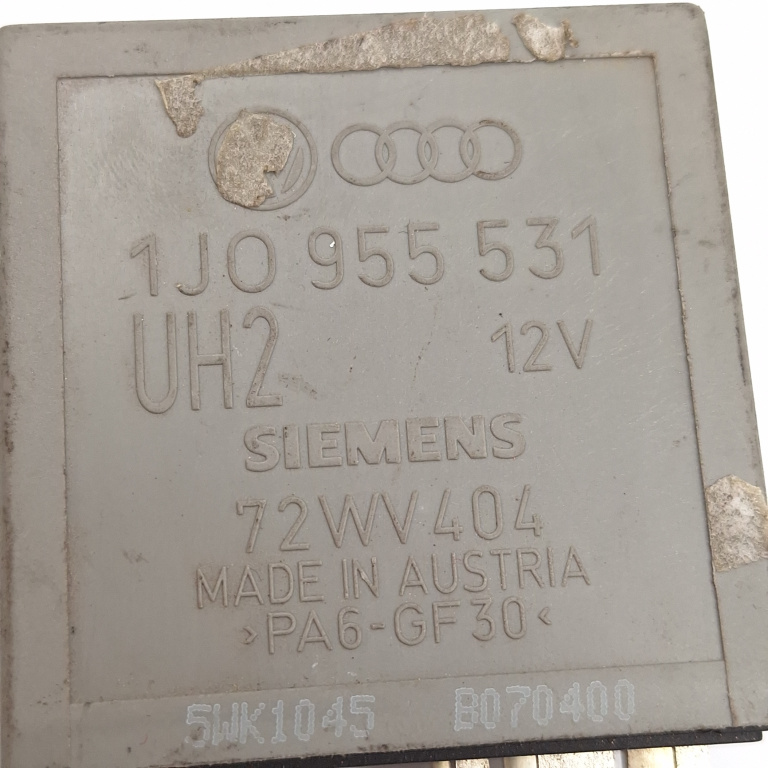 1J0 955 531
UH2 12V
SIEMENS
72WV404
MADE IN AUSTRIA
>PA6-GF30<
5WK1045 B070400